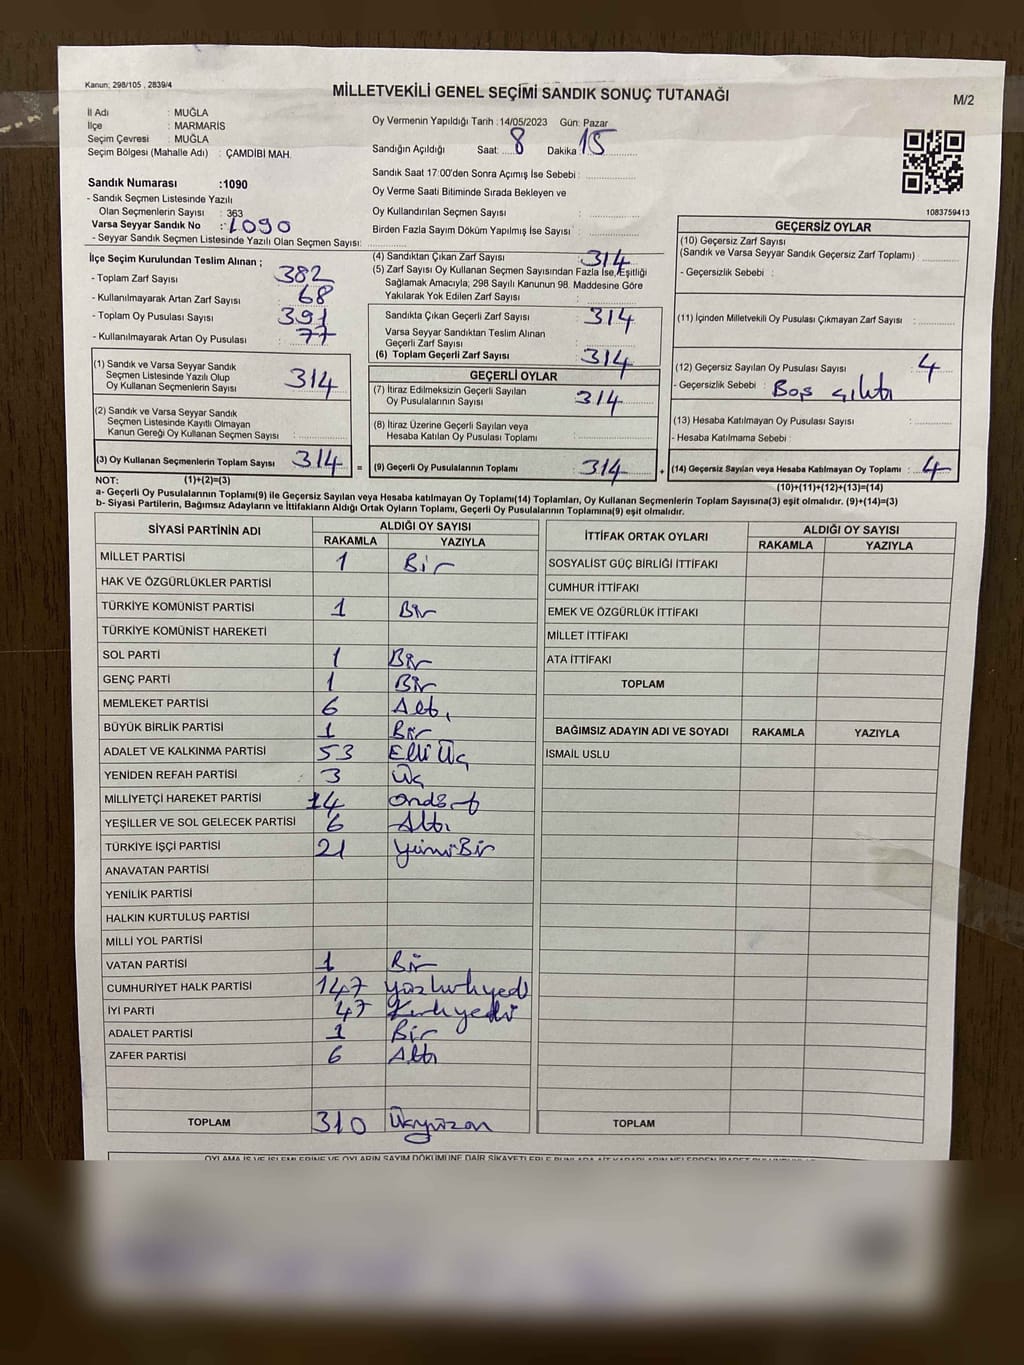 Kanun: 298/105 , 2839/4
MİLLETVEKİLİ GENEL SEÇİMİ SANDIK SONUÇ TUTANAĞI
M/2
İl Adı : MUĞLA
İlçe : MARMARİS
Seçim Çevresi : MUĞLA
Seçim Bölgesi (Mahalle Adı) : ÇAMDİBİ MAH.
Oy Vermenin Yapıldığı Tarih :14/05/2023 Gün: Pazar
Sandığın Açıldığı Saat: 8 Dakika 15
Sandık Saat 17:00'den Sonra Açımış İse Sebebi :
Oy Verme Saati Bitiminde Sırada Bekleyen ve
Oy Kullandırılan Seçmen Sayısı :
Birden Fazla Sayım Döküm Yapılmış İse Sayısı :
1083759413
Sandık Numarası :1090
- Sandık Seçmen Listesinde Yazılı
Olan Seçmenlerin Sayısı : 363
Varsa Seyyar Sandık No : 1090
- Seyyar Sandık Seçmen Listesinde Yazılı Olan Seçmen Sayısı:
İlçe Seçim Kurulundan Teslim Alınan ;
- Toplam Zarf Sayısı 382
- Kullanılmayarak Artan Zarf Sayısı 68
- Toplam Oy Pusulası Sayısı 391
- Kullanılmayarak Artan Oy Pusulası 77
(1) Sandık ve Varsa Seyyar Sandık
Seçmen Listesinde Yazılı Olup
Oy Kullanan Seçmenlerin Sayısı 314
(2) Sandık ve Varsa Seyyar Sandık
Seçmen Listesinde Kayıtlı Olmayan
Kanun Gereği Oy Kullanan Seçmen Sayısı :
(3) Oy Kullanan Seçmenlerin Toplam Sayısı 314 =
(4) Sandıktan Çıkan Zarf Sayısı : 314
(5) Zarf Sayısı Oy Kullanan Seçmen Sayısından Fazla İse, Eşitliği
Sağlamak Amacıyla; 298 Sayılı Kanunun 98. Maddesine Göre
Yakılarak Yok Edilen Zarf Sayısı :
Sandıkta Çıkan Geçerli Zarf Sayısı : 314
Varsa Seyyar Sandıktan Teslim Alınan
Geçerli Zarf Sayısı :
(6) Toplam Geçerli Zarf Sayısı 314
GEÇERLİ OYLAR
(7) İtiraz Edilmeksizin Geçerli Sayılan
Oy Pusulalarının Sayısı 314
(8) İtiraz Üzerine Geçerli Sayılan veya
Hesaba Katılan Oy Pusulası Toplamı :
(9) Geçerli Oy Pusulalarının Toplamı : 314 +
GEÇERSİZ OYLAR
(10) Geçersiz Zarf Sayısı
(Sandık ve Varsa Seyyar Sandık Geçersiz Zarf Toplamı) :
- Geçersizlik Sebebi :
(11) İçinden Milletvekili Oy Pusulası Çıkmayan Zarf Sayısı :
(12) Geçersiz Sayılan Oy Pusulası Sayısı : 4
- Geçersizlik Sebebi : Boş çıktı
(13) Hesaba Katılmayan Oy Pusulası Sayısı :
- Hesaba Katılmama Sebebi :
(14) Geçersiz Sayılan veya Hesaba Katılmayan Oy Toplamı : 4
NOT: (1)+(2)=(3)
(10)+(11)+(12)+(13)=(14)
a- Geçerli Oy Pusulalarının Toplamı(9) ile Geçersiz Sayılan veya Hesaba katılmayan Oy Toplamı(14) Toplamları, Oy Kullanan Seçmenlerin Toplam Sayısına(3) eşit olmalıdır. (9)+(14)=(3)
b- Siyasi Partilerin, Bağımsız Adayların ve İttifakların Aldığı Ortak Oyların Toplamı, Geçerli Oy Pusulalarının Toplamına(9) eşit olmalıdır.
SİYASİ PARTİNİN ADI ALDIĞI OY SAYISI
RAKAMLA YAZIYLA
MİLLET PARTİSİ 1 Bir
HAK VE ÖZGÜRLÜKLER PARTİSİ
TÜRKİYE KOMÜNİST PARTİSİ 1 Bir
TÜRKİYE KOMÜNİST HAREKETİ
SOL PARTİ 1 Bir
GENÇ PARTİ 1 Bir
MEMLEKET PARTİSİ 6 Altı
BÜYÜK BİRLİK PARTİSİ 1 Bir
ADALET VE KALKINMA PARTİSİ 53 Elli Üç
YENİDEN REFAH PARTİSİ 3 Üç
MİLLİYETÇİ HAREKET PARTİSİ 14 Ondört
YEŞİLLER VE SOL GELECEK PARTİSİ 6 Altı
TÜRKİYE İŞÇİ PARTİSİ 21 YirmiBir
ANAVATAN PARTİSİ
YENİLİK PARTİSİ
HALKIN KURTULUŞ PARTİSİ
MİLLİ YOL PARTİSİ
VATAN PARTİSİ 1 Bir
CUMHURİYET HALK PARTİSİ 147 yüzkırkyedi
İYİ PARTİ 47 Kırkyedi
ADALET PARTİSİ 1 Bir
ZAFER PARTİSİ 6 Altı
TOPLAM 310 Üçyüzon
İTTİFAK ORTAK OYLARI ALDIĞI OY SAYISI
RAKAMLA YAZIYLA
SOSYALİST GÜÇ BİRLİĞİ İTTİFAKI
CUMHUR İTTİFAKI
EMEK VE ÖZGÜRLÜK İTTİFAKI
MİLLET İTTİFAKI
ATA İTTİFAKI
TOPLAM
BAĞIMSIZ ADAYIN ADI VE SOYADI RAKAMLA YAZIYLA
İSMAİL USLU
TOPLAM